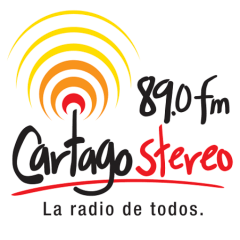 89.0 fm
Cartago stereo
La radio de todos.